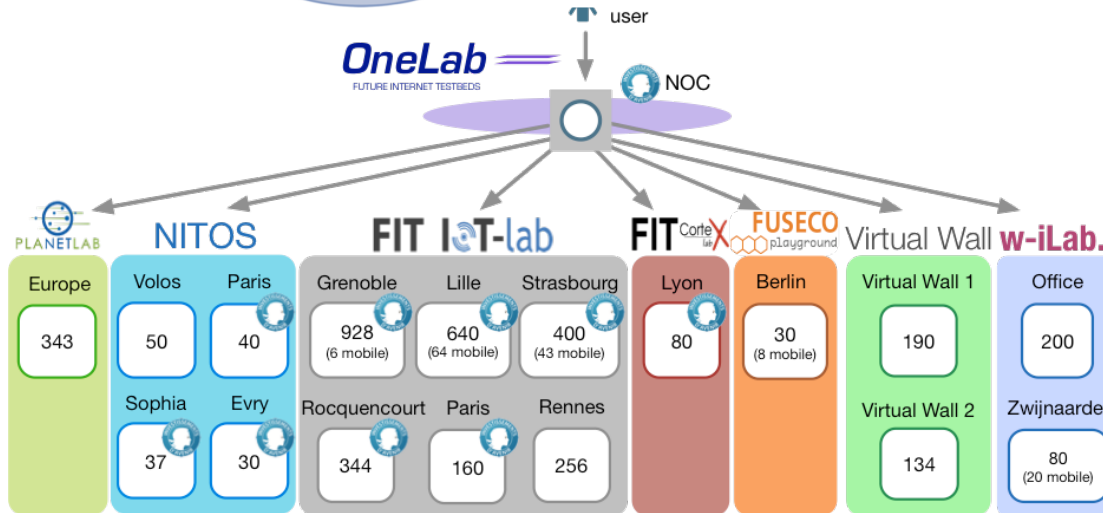 user
OneLab
FUTURE INTERNET TESTBEDS
NOC
PLANETLAB
NITOS
FIT IoT-lab
FIT CorteX lab
FUSECO playground
Virtual Wall
w-iLab.
Europe
343
Volos
50
Paris
40
Sophia
37
Evry
30
Grenoble
928
(6 mobile)
Lille
640
(64 mobile)
Strasbourg
400
(43 mobile)
Rocquencourt
344
Paris
160
Rennes
256
Lyon
80
Berlin
30
(8 mobile)
Virtual Wall 1
190
Virtual Wall 2
134
Office
200
Zwijnaarde
80
(20 mobile)